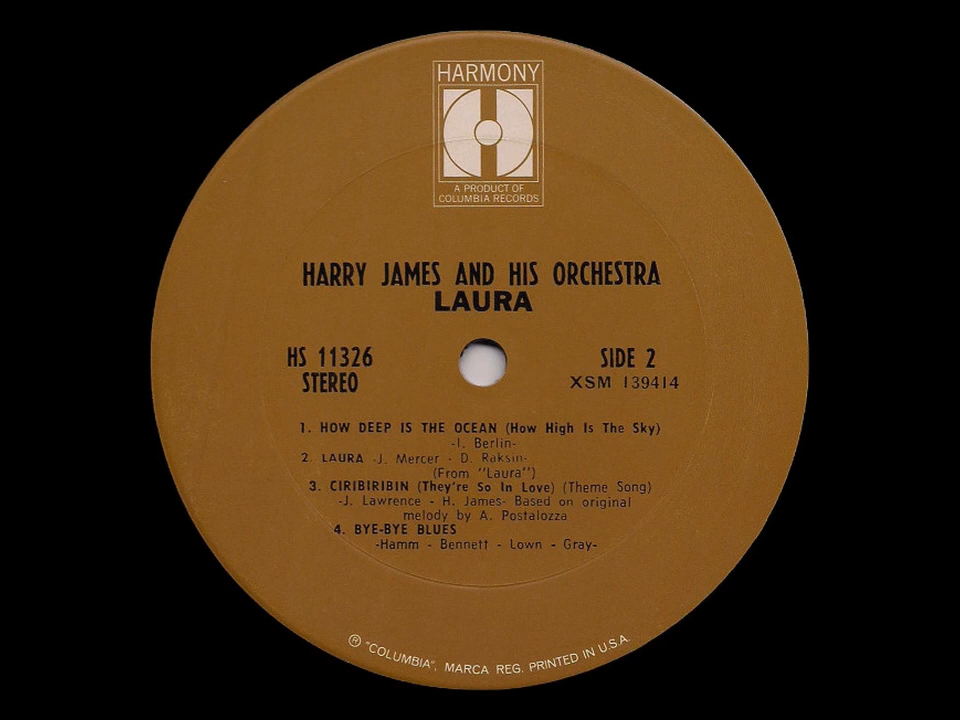 HARMONY
A PRODUCT OF
COLUMBIA RECORDS
HARRY JAMES AND HIS ORCHESTRA
LAURA
HS 11326
STEREO
SIDE 2
XSM 139414
1. HOW DEEP IS THE OCEAN (How High Is The Sky)
-I. Berlin-
2. LAURA -J. Mercer - D. Raksin-
(From "Laura")
3. CIRIBIRIBIN (They're So In Love) (Theme Song)
-J. Lawrence - H. James- Based on original
melody by A. Postalozza
4. BYE-BYE BLUES
-Hamm - Bennett - Lown - Gray-
Ⓡ "COLUMBIA", MARCA REG. PRINTED IN U.S.A.